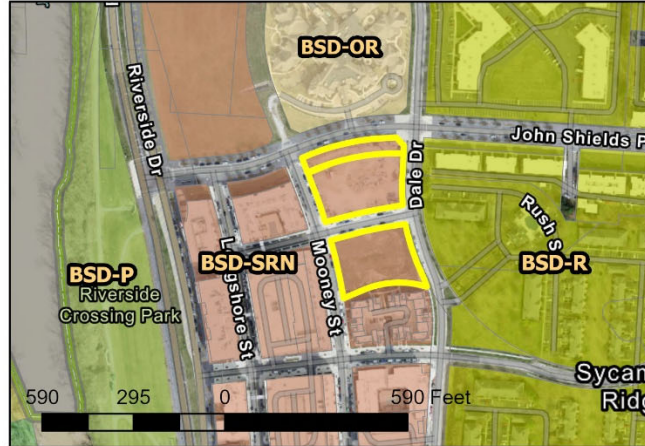 BSD-OR
Riverside Dr
John Shields P
Dale Dr
Rush S
BSD-P
BSD-SRN
BSD-R
Riverside
Crossing Park
Longshore St
Mooney St
Sycam
Ridg
590 295 0 590 Feet